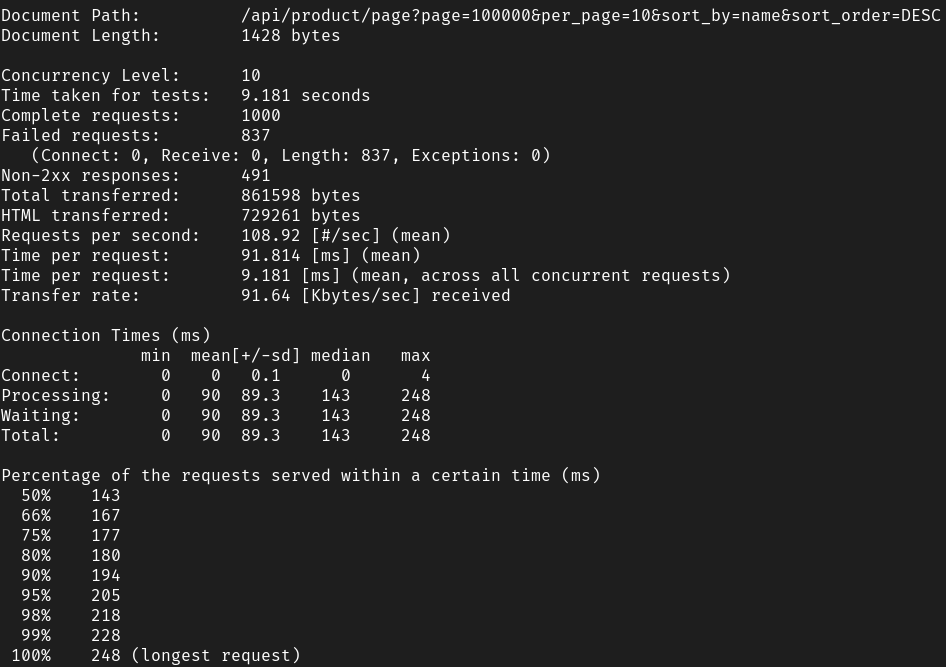 Document Path:          /api/product/page?page=100000&per_page=10&sort_by=name&sort_order=DESC
Document Length:        1428 bytes

Concurrency Level:      10
Time taken for tests:   9.181 seconds
Complete requests:      1000
Failed requests:        837
   (Connect: 0, Receive: 0, Length: 837, Exceptions: 0)
Non-2xx responses:      491
Total transferred:      861598 bytes
HTML transferred:       729261 bytes
Requests per second:    108.92 [#/sec] (mean)
Time per request:       91.814 [ms] (mean)
Time per request:       9.181 [ms] (mean, across all concurrent requests)
Transfer rate:          91.64 [Kbytes/sec] received

Connection Times (ms)
              min  mean[+/-sd] median   max
Connect:        0    0   0.1      0       4
Processing:     0   90  89.3    143     248
Waiting:        0   90  89.3    143     248
Total:          0   90  89.3    143     248

Percentage of the requests served within a certain time (ms)
  50%    143
  66%    167
  75%    177
  80%    180
  90%    194
  95%    205
  98%    218
  99%    228
 100%    248 (longest request)